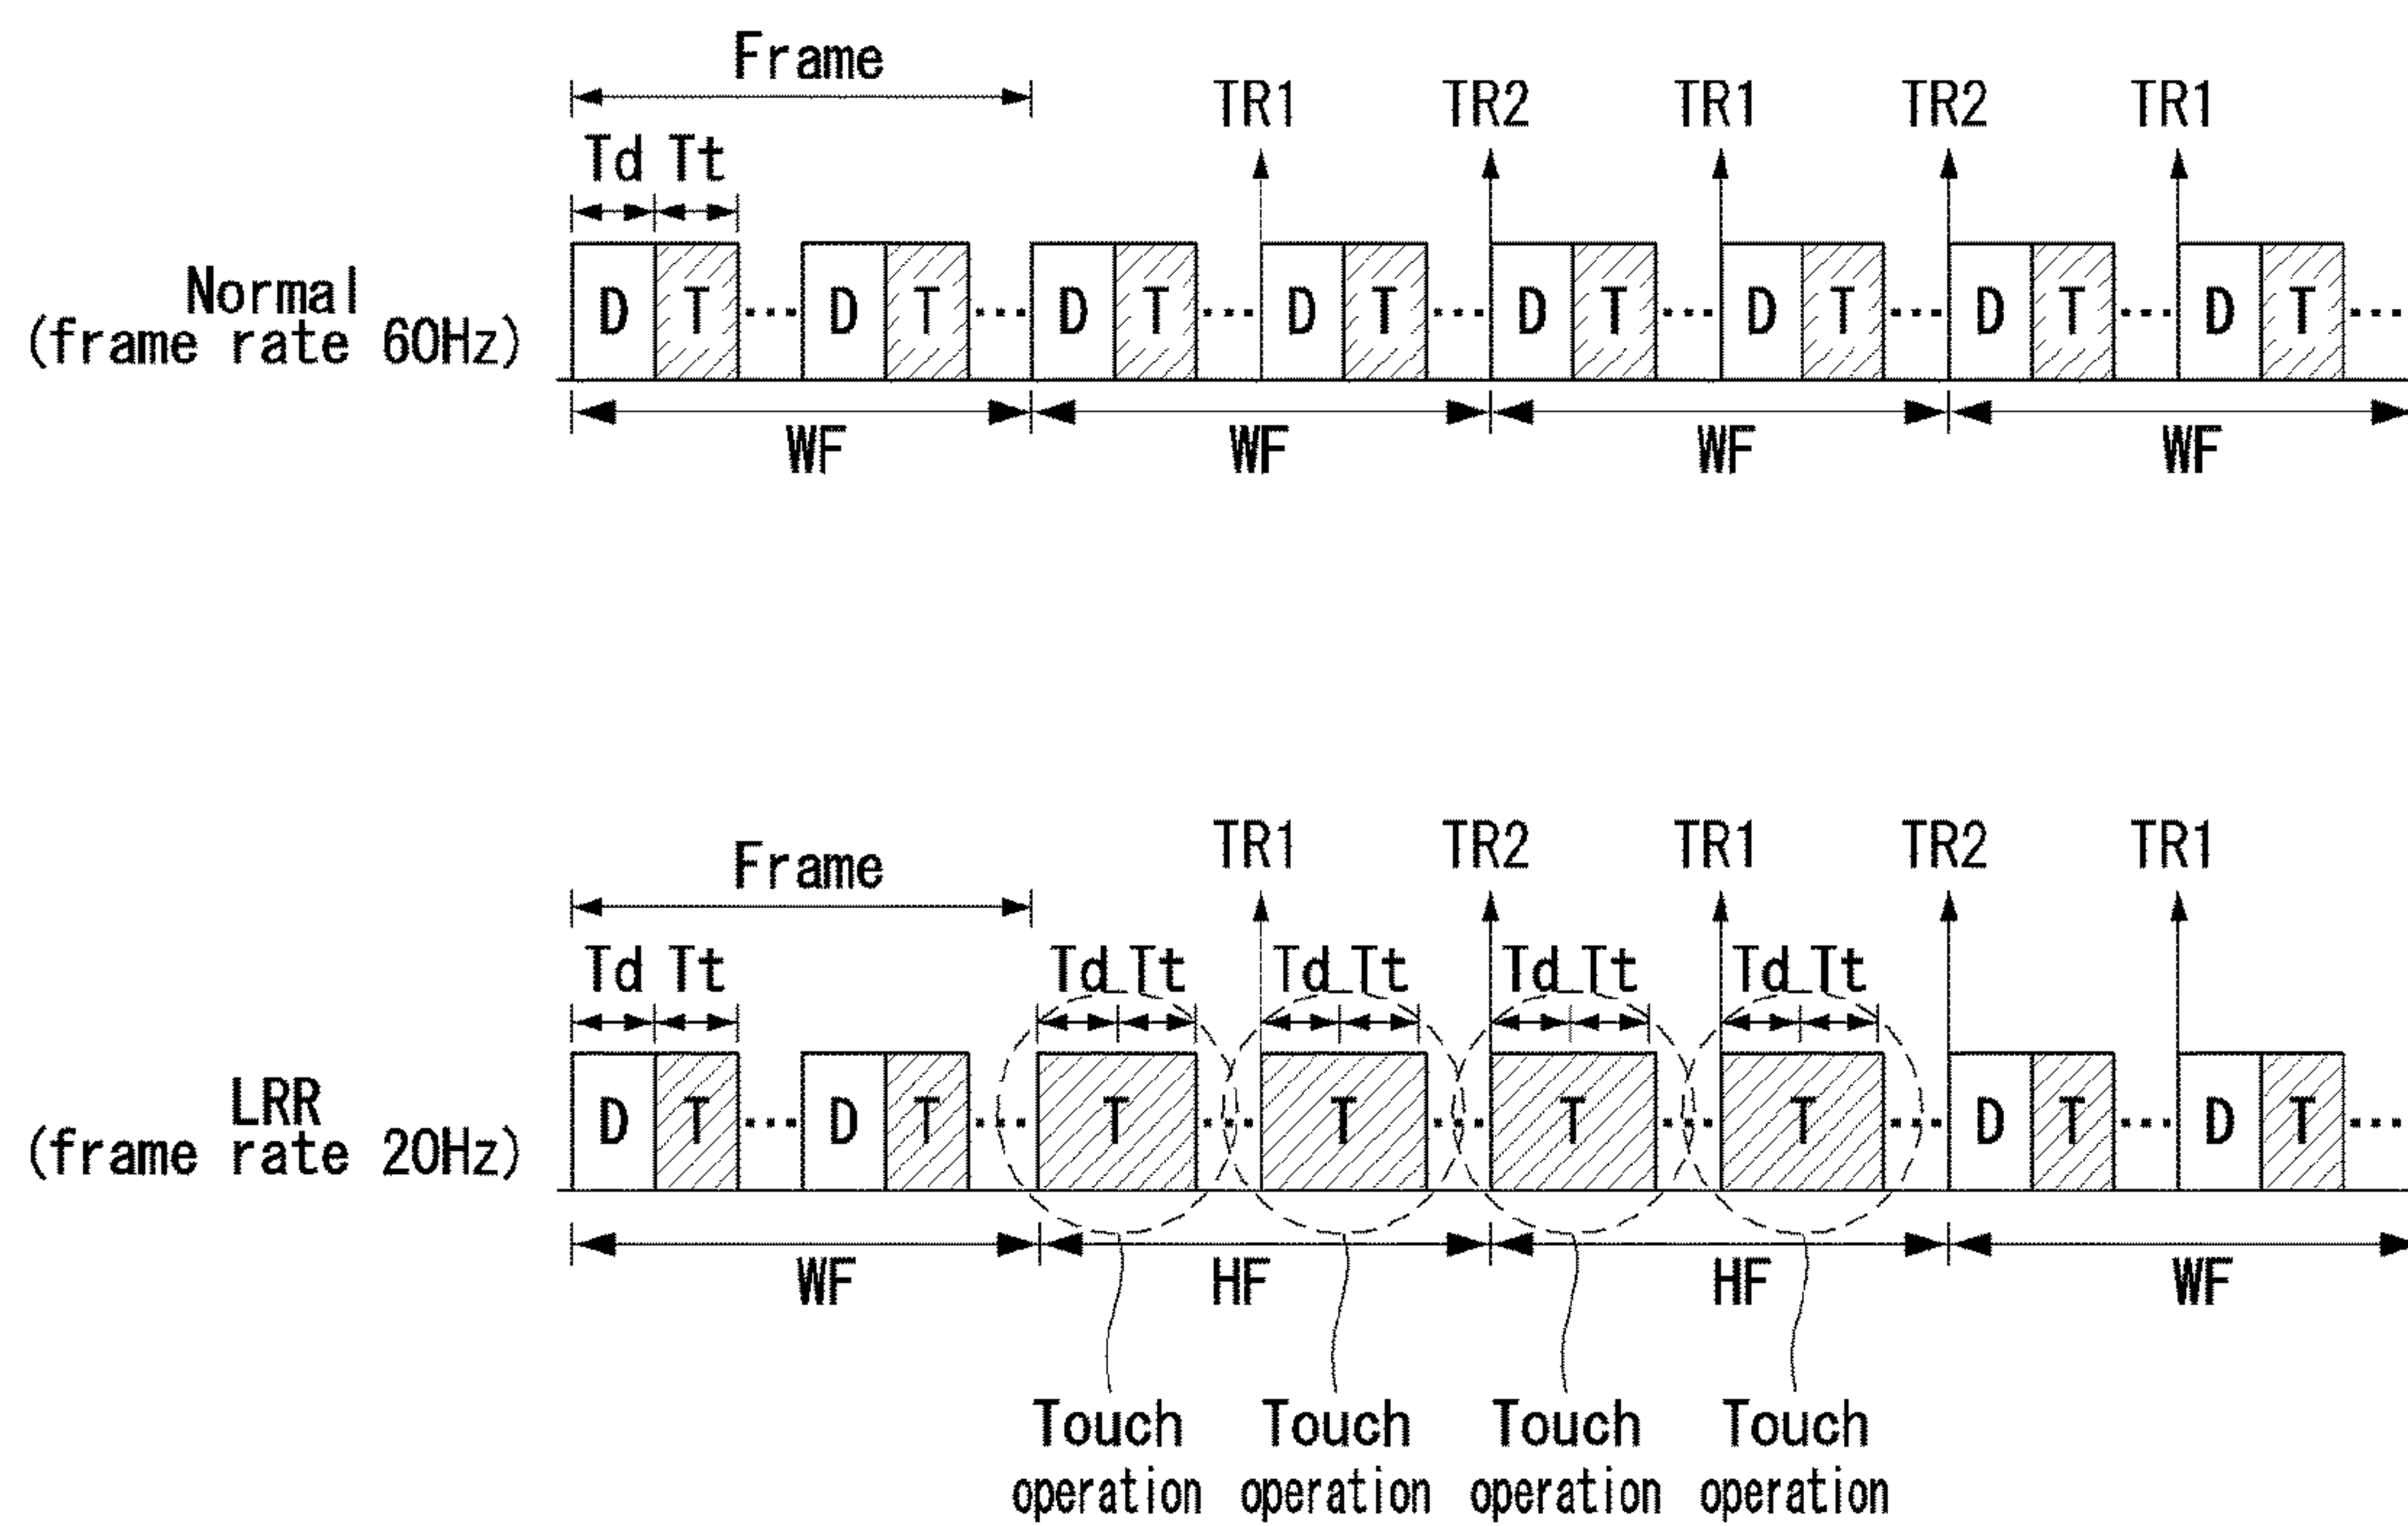 Frame
TR1 TR2 TR1 TR2 TR1
Td Tt
Normal
(frame rate 60Hz)
D T ... D T ... D T ... D T ... D T ... D T ... D T ... D T ...
WF WF WF WF
TR1 TR2 TR1 TR2 TR1
Frame
Td Tt Td Tt Td Tt Td Tt Td Tt
LRR
(frame rate 20Hz)
D T ... D T ... T ... T ... T ... T ... D T ... D T ...
WF HF HF WF
Touch Touch Touch Touch
operation operation operation operation